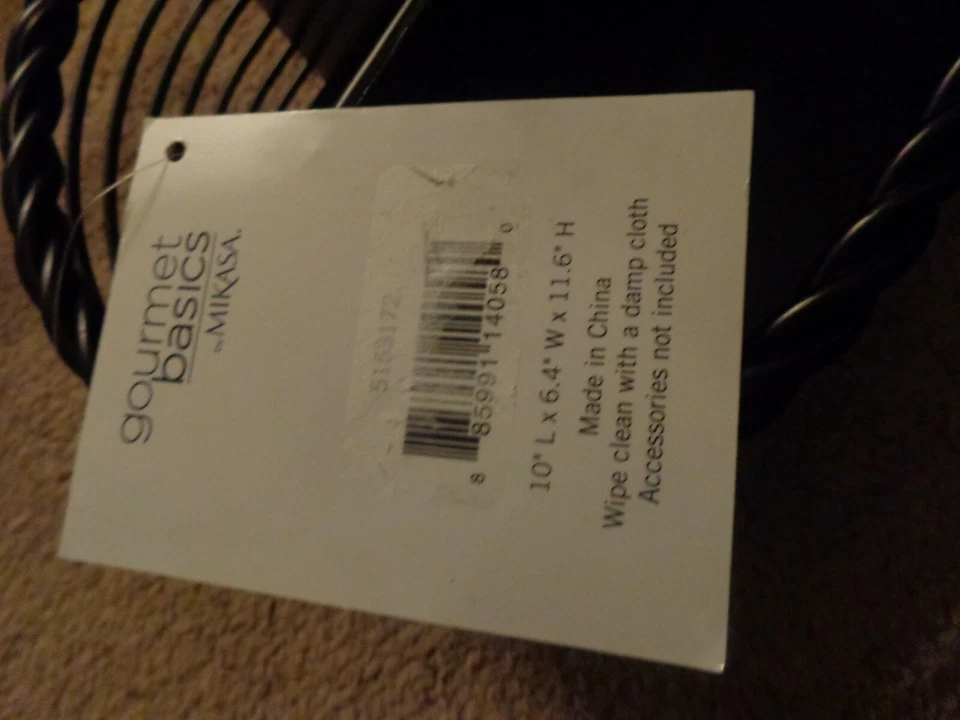 gourmet
basics
by MIKASA.
5153172
8 85991 14058 0
10" L x 6.4" W x 11.6" H
Made in China
Wipe clean with a damp cloth
Accessories not included